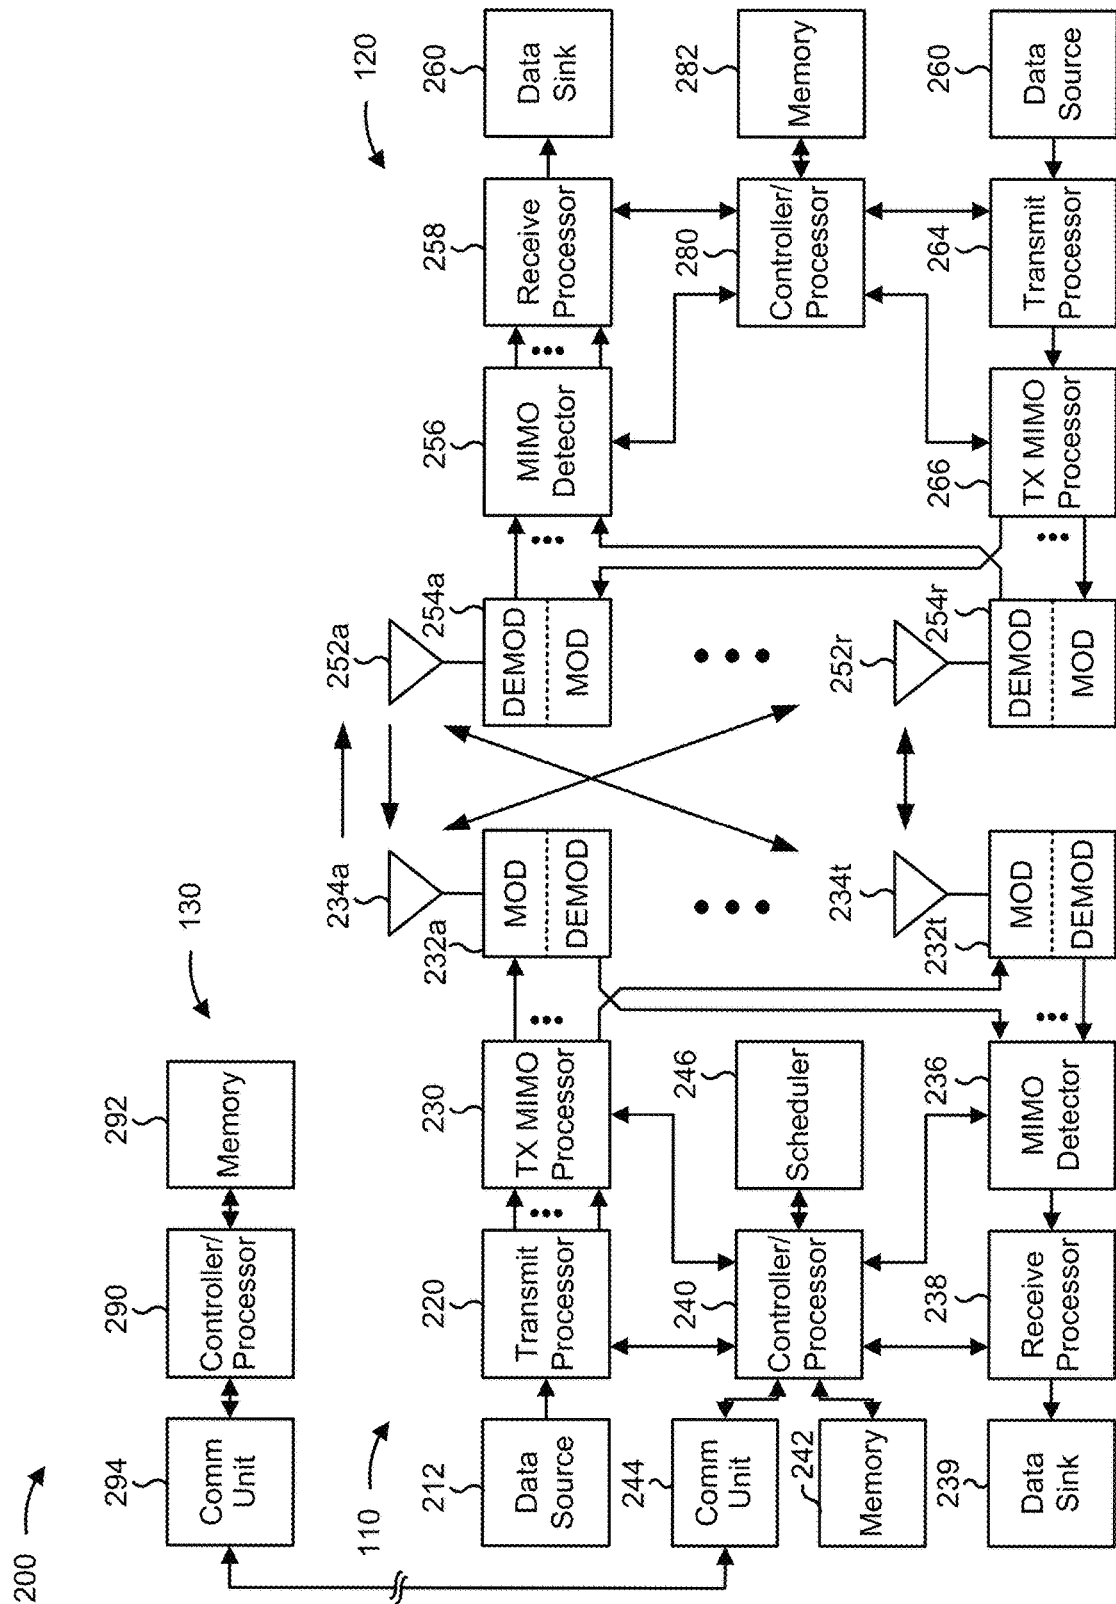 200
130
294
Comm
Unit
290
Controller/
Processor
292
Memory
110
120
212
Data
Source
220
Transmit
Processor
230
TX MIMO
Processor
232a
MOD
DEMOD
234a
252a
254a
DEMOD
MOD
256
MIMO
Detector
258
Receive
Processor
260
Data
Sink
244
Comm
Unit
242
Memory
240
Controller/
Processor
246
Scheduler
280
Controller/
Processor
282
Memory
239
Data
Sink
238
Receive
Processor
236
MIMO
Detector
232t
MOD
DEMOD
234t
252r
254r
DEMOD
MOD
266
TX MIMO
Processor
264
Transmit
Processor
260
Data
Source